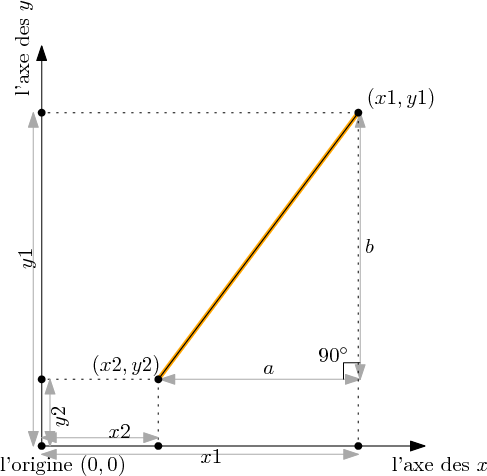 l'axe des y
(x1, y1)
y1
b
90°
(x2, y2)
a
y2
x2
l'origine (0, 0)
x1
l'axe des x